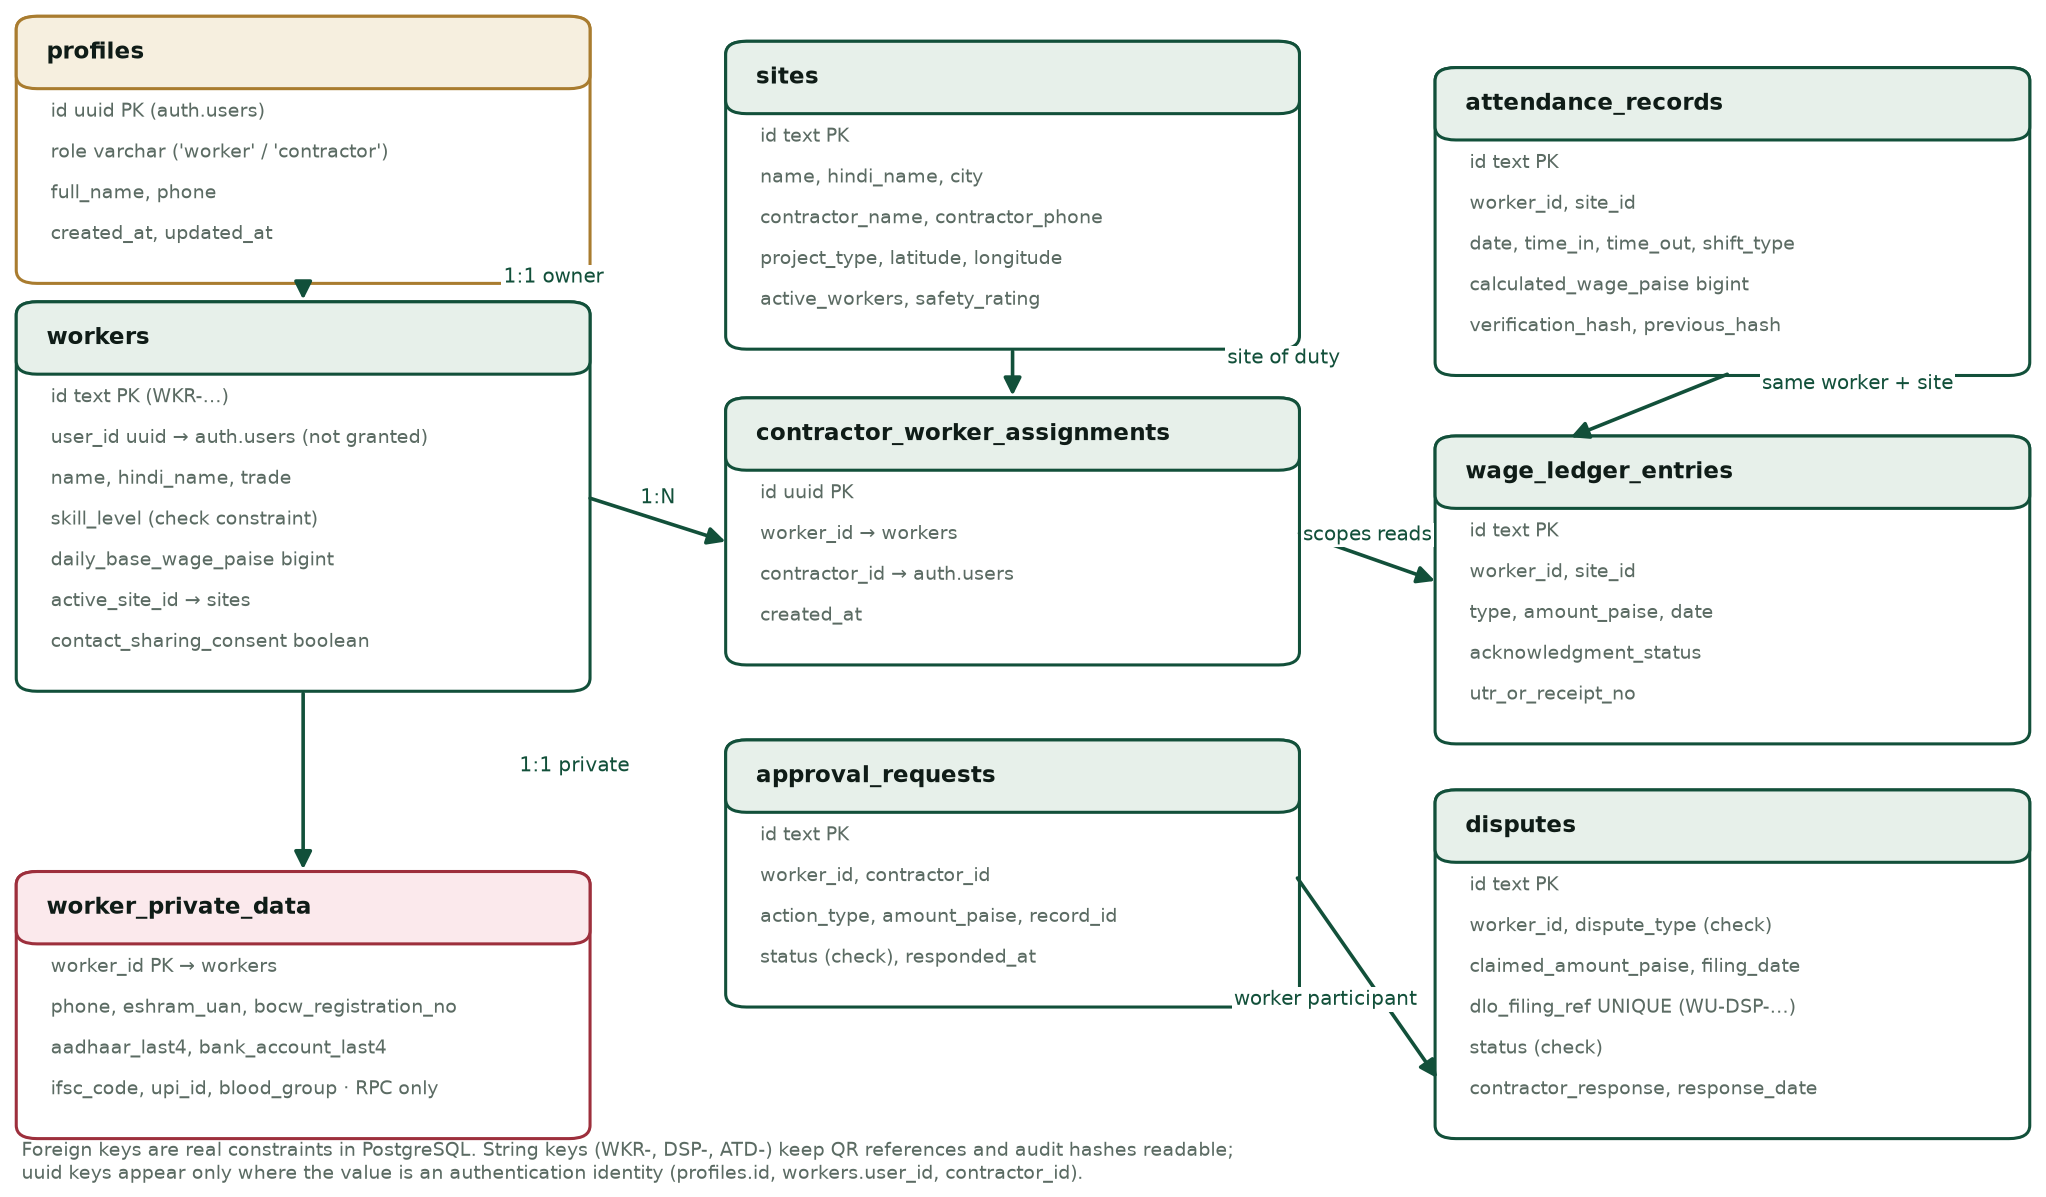 profiles
id uuid PK (auth.users)
role varchar ('worker' / 'contractor')
full_name, phone
created_at, updated_at
1:1 owner
workers
id text PK (WKR-…)
user_id uuid → auth.users (not granted)
name, hindi_name, trade
skill_level (check constraint)
daily_base_wage_paise bigint
active_site_id → sites
contact_sharing_consent boolean
1:1 private
worker_private_data
worker_id PK → workers
phone, eshram_uan, bocw_registration_no
aadhaar_last4, bank_account_last4
ifsc_code, upi_id, blood_group · RPC only
sites
id text PK
name, hindi_name, city
contractor_name, contractor_phone
project_type, latitude, longitude
active_workers, safety_rating
site of duty
1:N
contractor_worker_assignments
id uuid PK
worker_id → workers
contractor_id → auth.users
created_at
scopes reads
approval_requests
id text PK
worker_id, contractor_id
action_type, amount_paise, record_id
status (check), responded_at
worker participant
attendance_records
id text PK
worker_id, site_id
date, time_in, time_out, shift_type
calculated_wage_paise bigint
verification_hash, previous_hash
same worker + site
wage_ledger_entries
id text PK
worker_id, site_id
type, amount_paise, date
acknowledgment_status
utr_or_receipt_no
disputes
id text PK
worker_id, dispute_type (check)
claimed_amount_paise, filing_date
dlo_filing_ref UNIQUE (WU-DSP-…)
status (check)
contractor_response, response_date
Foreign keys are real constraints in PostgreSQL. String keys (WKR-, DSP-, ATD-) keep QR references and audit hashes readable;
uuid keys appear only where the value is an authentication identity (profiles.id, workers.user_id, contractor_id).